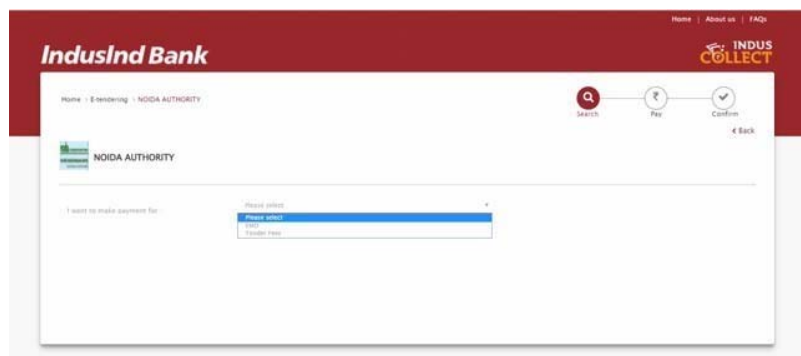 Home | About us | FAQs
IndusInd Bank
INDUS
COLLECT
Home › E-tendering › NOIDA AUTHORITY
₹
Search
Pay
Confirm
Back
NOIDA AUTHORITY
I want to make payment for :
Please select
Please select
EMD
Tender Fees